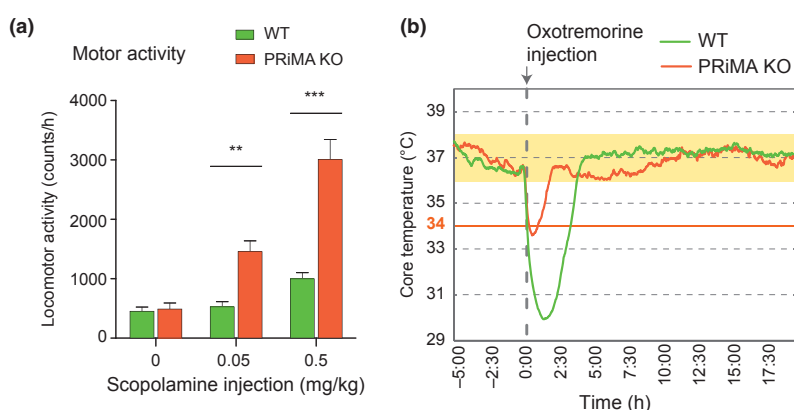 (a)
Motor activity
WT
PRiMA KO
Locomotor activity (counts/h)
4000
3000
2000
1000
0
**
***
0
0.05
0.5
Scopolamine injection (mg/kg)
(b)
Oxotremorine
injection
WT
PRiMA KO
Core temperature (°C)
39
37
35
34
33
31
29
–5:00
–2:30
0:00
2:30
5:00
7:30
10:00
12:30
15:00
17:30
Time (h)